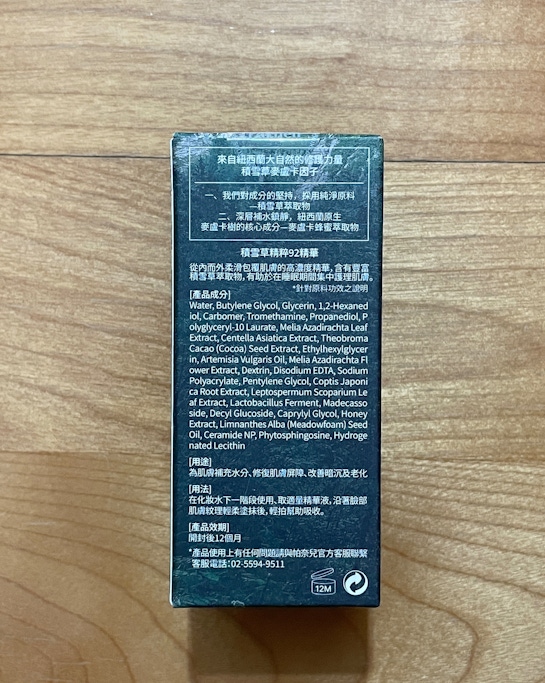 來自紐西蘭大自然的修護力量
積雪草麥盧卡因子
一、我們對成分的堅持，採用純淨原料
—積雪草萃取物
二、深層補水鎮靜，紐西蘭原生
麥盧卡樹的核心成分—麥盧卡蜂蜜萃取物
積雪草精粹92精華
從內而外柔滑包覆肌膚的高濃度精華，含有豐富
積雪草萃取物，有助於在睡眠期間集中護理肌膚。
*針對原料功效之說明
[產品成分]
Water, Butylene Glycol, Glycerin, 1,2-Hexaned
iol, Carbomer, Tromethamine, Propanediol, P
olyglyceryl-10 Laurate, Melia Azadirachta Leaf
Extract, Centella Asiatica Extract, Theobroma
Cacao (Cocoa) Seed Extract, Ethylhexylglycer
in, Artemisia Vulgaris Oil, Melia Azadirachta Fl
ower Extract, Dextrin, Disodium EDTA, Sodium
Polyacrylate, Pentylene Glycol, Coptis Japoni
ca Root Extract, Leptospermum Scoparium Le
af Extract, Lactobacillus Ferment, Madecasso
side, Decyl Glucoside, Caprylyl Glycol, Honey
Extract, Limnanthes Alba (Meadowfoam) Seed
Oil, Ceramide NP, Phytosphingosine, Hydroge
nated Lecithin
[用途]
為肌膚補充水分、修復肌膚屏障、改善暗沉及老化
[用法]
在化妝水下一階段使用、取適量精華液，沿著臉部
肌膚紋理輕柔塗抹後，輕拍幫助吸收。
[產品效期]
開封後12個月
*產品使用上有任何問題請與帕奈兒官方客服聯繫
客服電話：02-5594-9511
12M